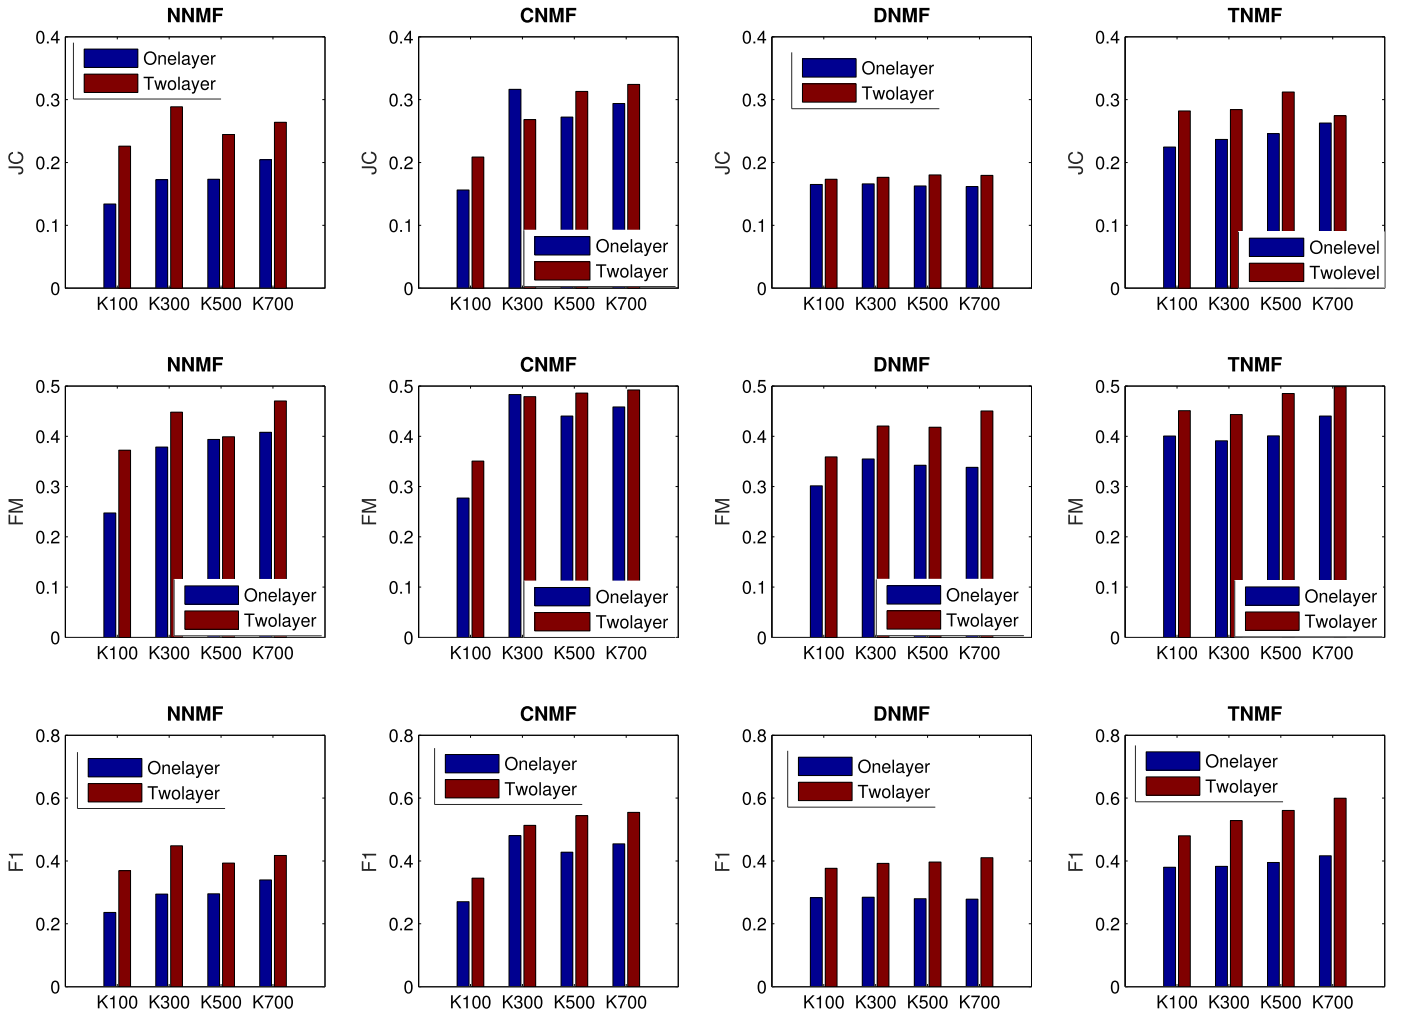 NNMF
0.4
0.3
0.2
0.1
0
JC
Onelayer
Twolayer
K100 K300 K500 K700
CNMF
0.4
0.3
0.2
0.1
0
JC
Onelayer
Twolayer
K100 K300 K500 K700
DNMF
0.4
0.3
0.2
0.1
0
JC
Onelayer
Twolayer
K100 K300 K500 K700
TNMF
0.4
0.3
0.2
0.1
0
JC
Onelevel
Twolevel
K100 K300 K500 K700
NNMF
0.5
0.4
0.3
0.2
0.1
0
FM
Onelayer
Twolayer
K100 K300 K500 K700
CNMF
0.5
0.4
0.3
0.2
0.1
0
FM
Onelayer
Twolayer
K100 K300 K500 K700
DNMF
0.5
0.4
0.3
0.2
0.1
0
FM
Onelayer
Twolayer
K100 K300 K500 K700
TNMF
0.5
0.4
0.3
0.2
0.1
0
FM
Onelayer
Twolayer
K100 K300 K500 K700
NNMF
0.8
0.6
0.4
0.2
0
F1
Onelayer
Twolayer
K100 K300 K500 K700
CNMF
0.8
0.6
0.4
0.2
0
F1
Onelayer
Twolayer
K100 K300 K500 K700
DNMF
0.8
0.6
0.4
0.2
0
F1
Onelayer
Twolayer
K100 K300 K500 K700
TNMF
0.8
0.6
0.4
0.2
0
F1
Onelayer
Twolayer
K100 K300 K500 K700